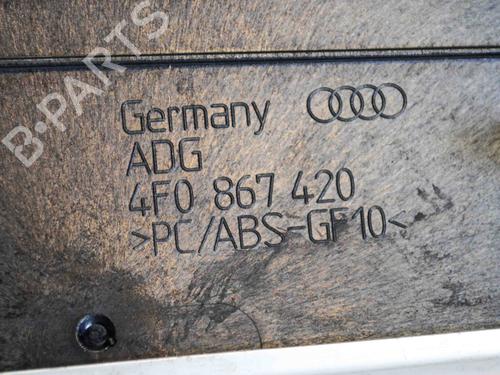 B-PARTS
Germany
ADG
4F0 867 420
>PC/ABS-GF10<